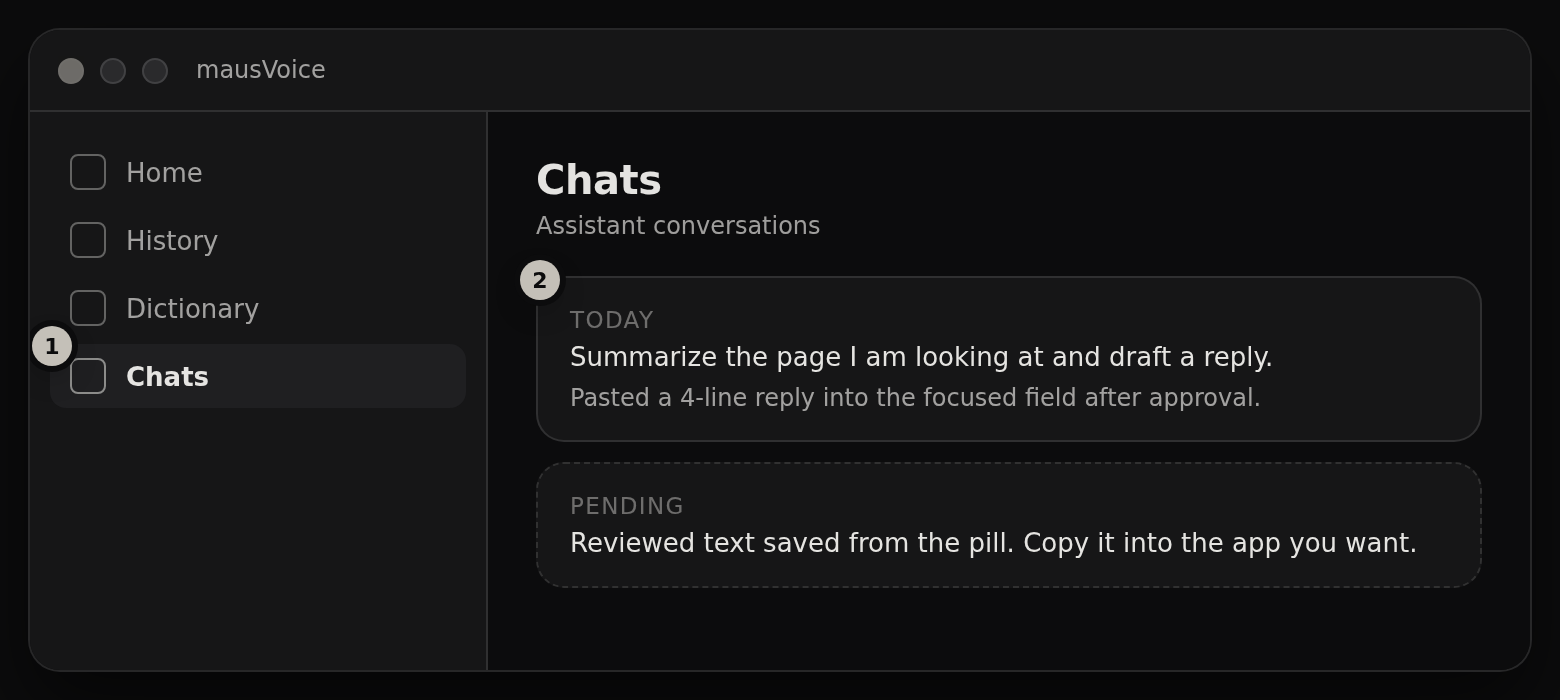 mausVoice
Home
History
Dictionary
1
Chats
Chats
Assistant conversations
2
TODAY
Summarize the page I am looking at and draft a reply.
Pasted a 4-line reply into the focused field after approval.
PENDING
Reviewed text saved from the pill. Copy it into the app you want.